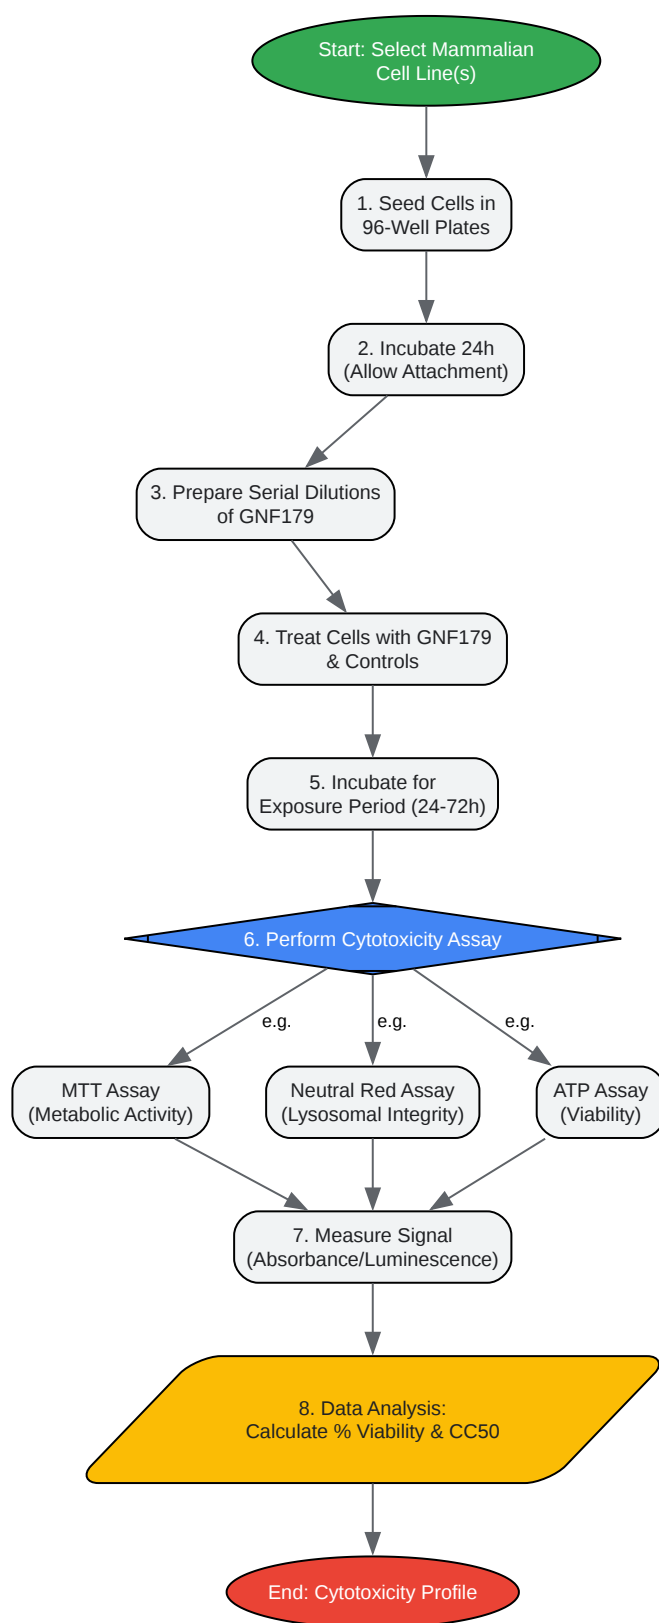 Start: Select Mammalian
Cell Line(s)
1. Seed Cells in
96-Well Plates
2. Incubate 24h
(Allow Attachment)
3. Prepare Serial Dilutions
of GNF179
4. Treat Cells with GNF179
& Controls
5. Incubate for
Exposure Period (24-72h)
6. Perform Cytotoxicity Assay
e.g.
e.g.
e.g.
MTT Assay
(Metabolic Activity)
Neutral Red Assay
(Lysosomal Integrity)
ATP Assay
(Viability)
7. Measure Signal
(Absorbance/Luminescence)
8. Data Analysis:
Calculate % Viability & CC50
End: Cytotoxicity Profile